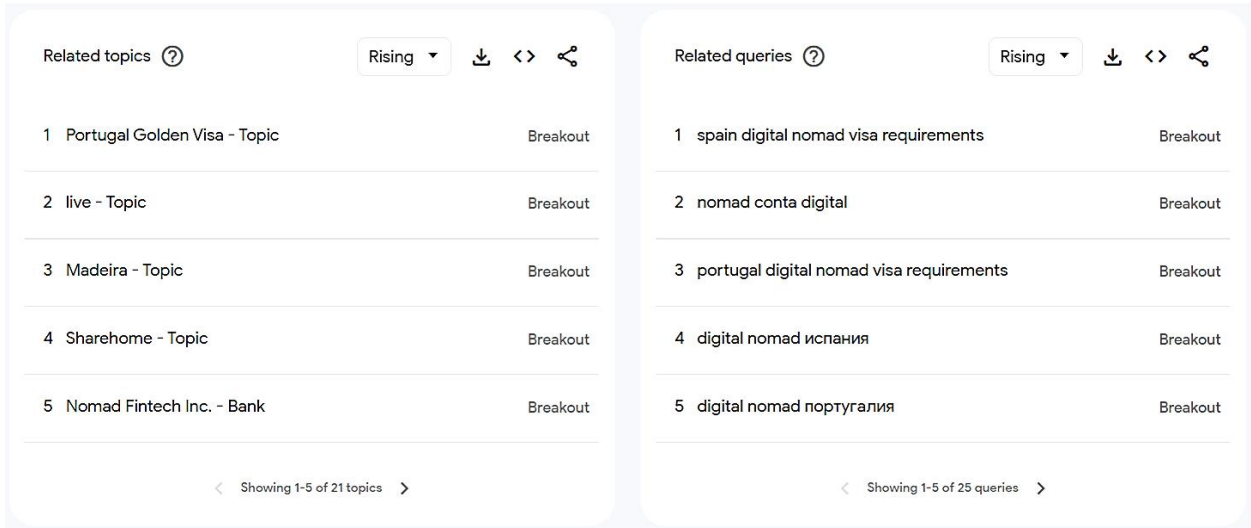 Related topics
Rising
1 Portugal Golden Visa - Topic Breakout
2 live - Topic Breakout
3 Madeira - Topic Breakout
4 Sharehome - Topic Breakout
5 Nomad Fintech Inc. - Bank Breakout
Showing 1-5 of 21 topics
Related queries
Rising
1 spain digital nomad visa requirements Breakout
2 nomad conta digital Breakout
3 portugal digital nomad visa requirements Breakout
4 digital nomad испания Breakout
5 digital nomad португалия Breakout
Showing 1-5 of 25 queries